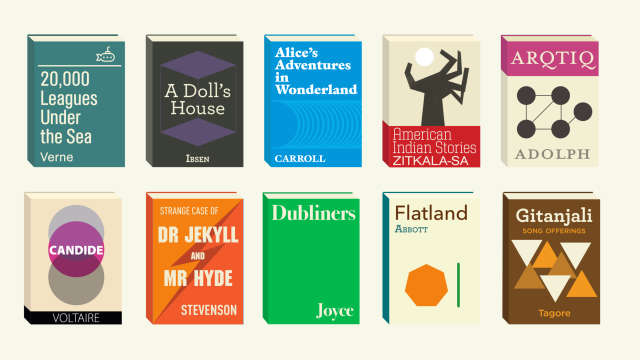 20,000
Leagues
Under
the Sea
Verne
A Doll's
House
Ibsen
Alice's
Adventures
in
Wonderland
CARROLL
American
Indian Stories
ZITKALA-SA
ARQTIQ
ADOLPH
CANDIDE
VOLTAIRE
STRANGE CASE OF
DR JEKYLL
AND
MR HYDE
STEVENSON
Dubliners
Joyce
Flatland
Abbott
Gitanjali
SONG OFFERINGS
Tagore